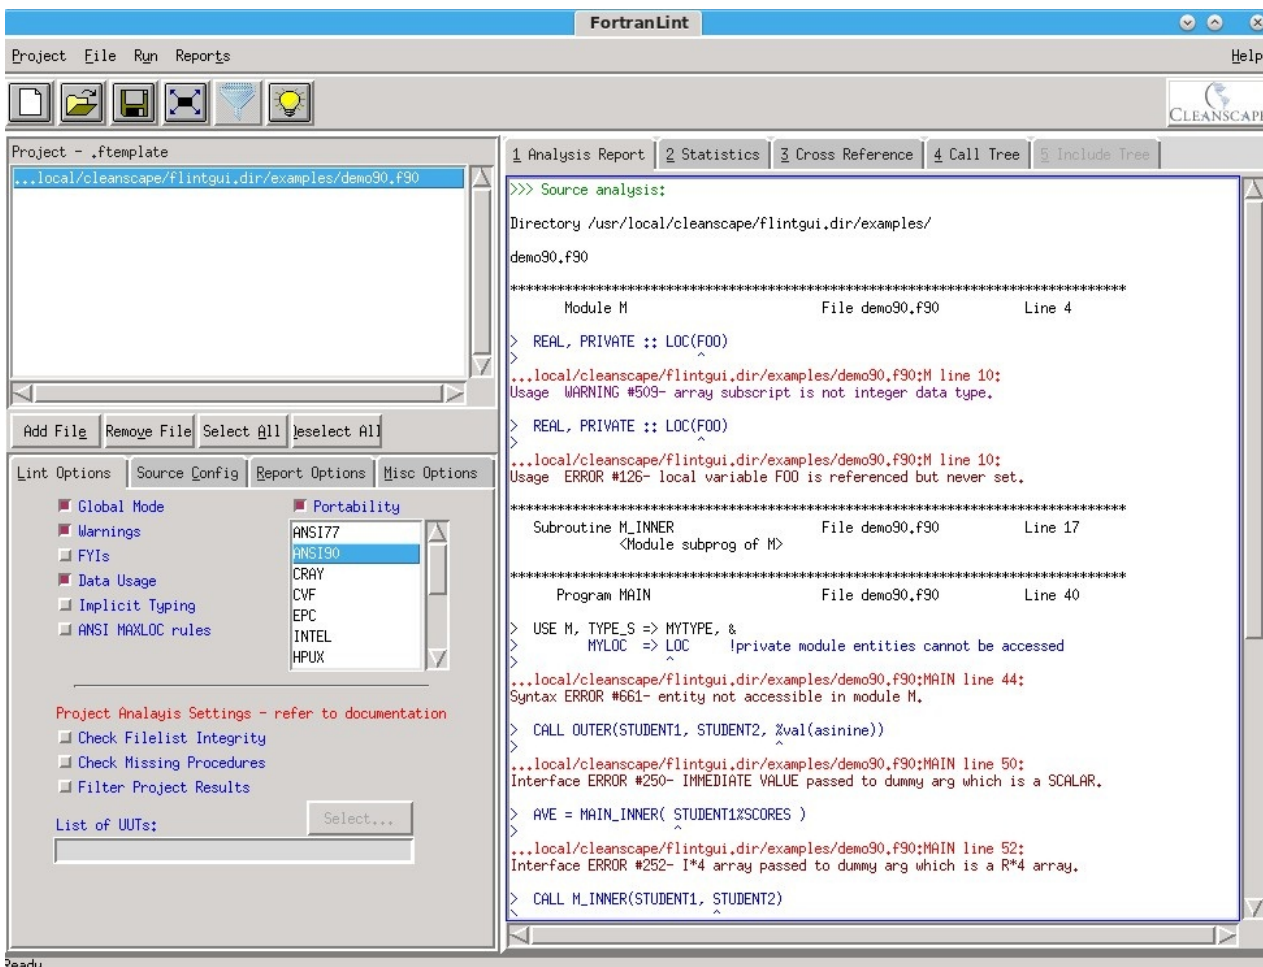 FortranLint
Project File Run Reports Help
CLEANSCAPE
Project - .ftemplate
...local/cleanscape/flintgui.dir/examples/demo90.f90
Add File Remove File Select All Deselect All
Lint Options Source Config Report Options Misc Options
Global Mode
Warnings
FYIs
Data Usage
Implicit Typing
ANSI MAXLOC rules
Portability
ANSI77
ANSI90
CRAY
CVF
EPC
INTEL
HPUX
Project Analayis Settings - refer to documentation
Check Filelist Integrity
Check Missing Procedures
Filter Project Results
List of UUTs:
Select...
1 Analysis Report 2 Statistics 3 Cross Reference 4 Call Tree 5 Include Tree
>>> Source analysis:
Directory /usr/local/cleanscape/flintgui.dir/examples/
demo90.f90
*******************************************************************************
Module M File demo90.f90 Line 4
> REAL, PRIVATE :: LOC(FOO)
> ^
...local/cleanscape/flintgui.dir/examples/demo90.f90:M line 10:
Usage WARNING #509- array subscript is not integer data type.
> REAL, PRIVATE :: LOC(FOO)
> ^
...local/cleanscape/flintgui.dir/examples/demo90.f90:M line 10:
Usage ERROR #126- local variable FOO is referenced but never set.
*******************************************************************************
Subroutine M_INNER File demo90.f90 Line 17
<Module subprog of M>
*******************************************************************************
Program MAIN File demo90.f90 Line 40
> USE M, TYPE_S => MYTYPE, &
> MYLOC => LOC !private module entities cannot be accessed
> ^
...local/cleanscape/flintgui.dir/examples/demo90.f90:MAIN line 44:
Syntax ERROR #661- entity not accessible in module M.
> CALL OUTER(STUDENT1, STUDENT2, %val(asinine))
> ^
...local/cleanscape/flintgui.dir/examples/demo90.f90:MAIN line 50:
Interface ERROR #250- IMMEDIATE VALUE passed to dummy arg which is a SCALAR.
> AVE = MAIN_INNER( STUDENT1%SCORES )
> ^
...local/cleanscape/flintgui.dir/examples/demo90.f90:MAIN line 52:
Interface ERROR #252- I*4 array passed to dummy arg which is a R*4 array.
> CALL M_INNER(STUDENT1, STUDENT2)
> ^
Ready